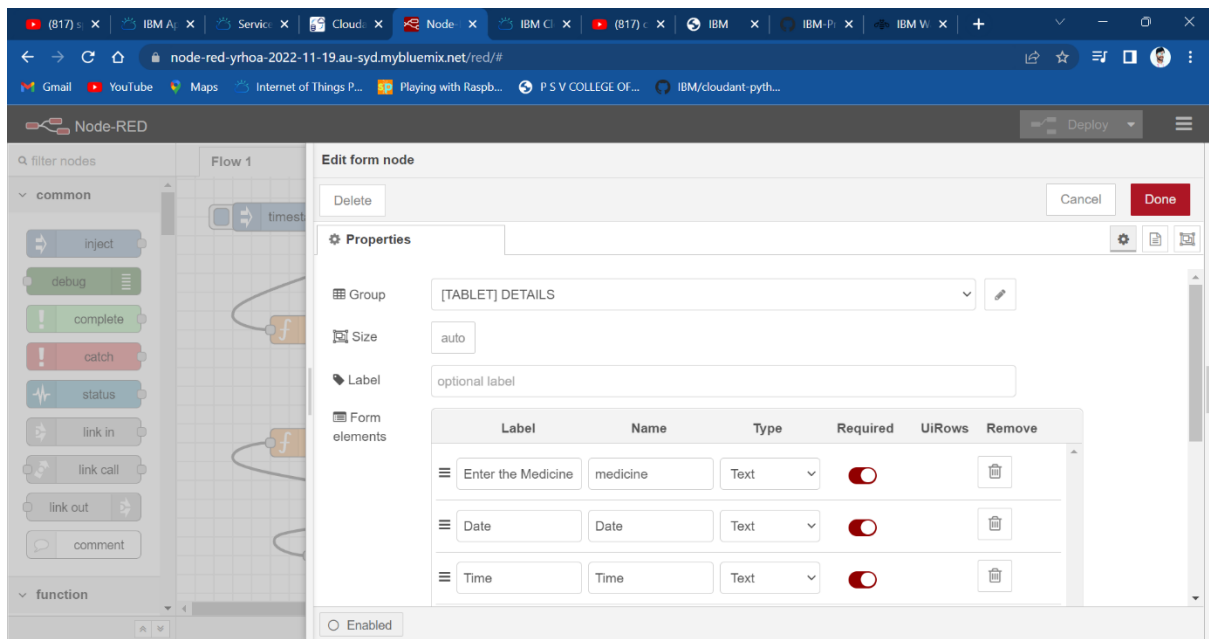 (817) s
IBM Ap
Service
Clouda
Node-
IBM Cl
(817) c
IBM
IBM-Pr
IBM W
node-red-yrhoa-2022-11-19.au-syd.mybluemix.net/red/#
Gmail
YouTube
Maps
Internet of Things P...
Playing with Raspb...
P S V COLLEGE OF...
IBM/cloudant-pyth...
Node-RED
Deploy
filter nodes
common
inject
debug
complete
catch
status
link in
link call
link out
comment
function
Flow 1
timest
Edit form node
Delete
Cancel
Done
Properties
Group
[TABLET] DETAILS
Size
auto
Label
optional label
Form
elements
Label Name Type Required UiRows Remove
Enter the Medicine medicine Text
Date Date Text
Time Time Text
Enabled